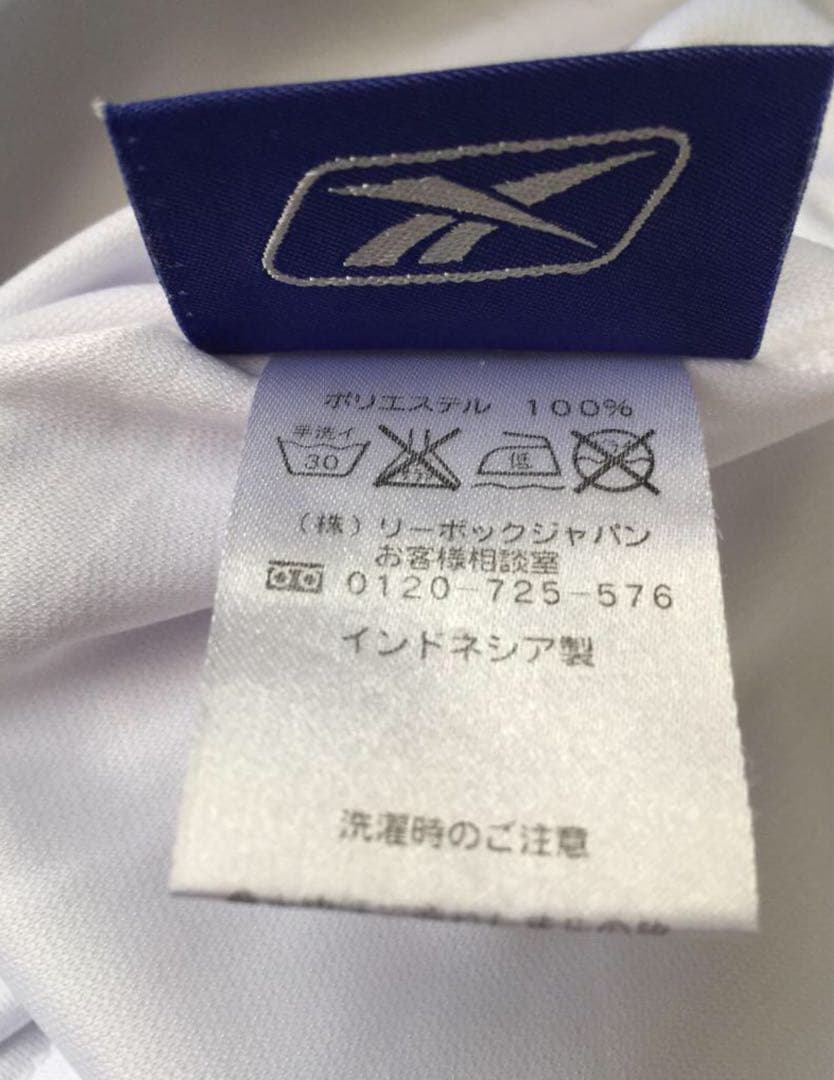 ポリエステル 100%
手洗イ
30
低
(株)リーボックジャパン
お客様相談室
0120-725-576
インドネシア製
洗濯時のご注意